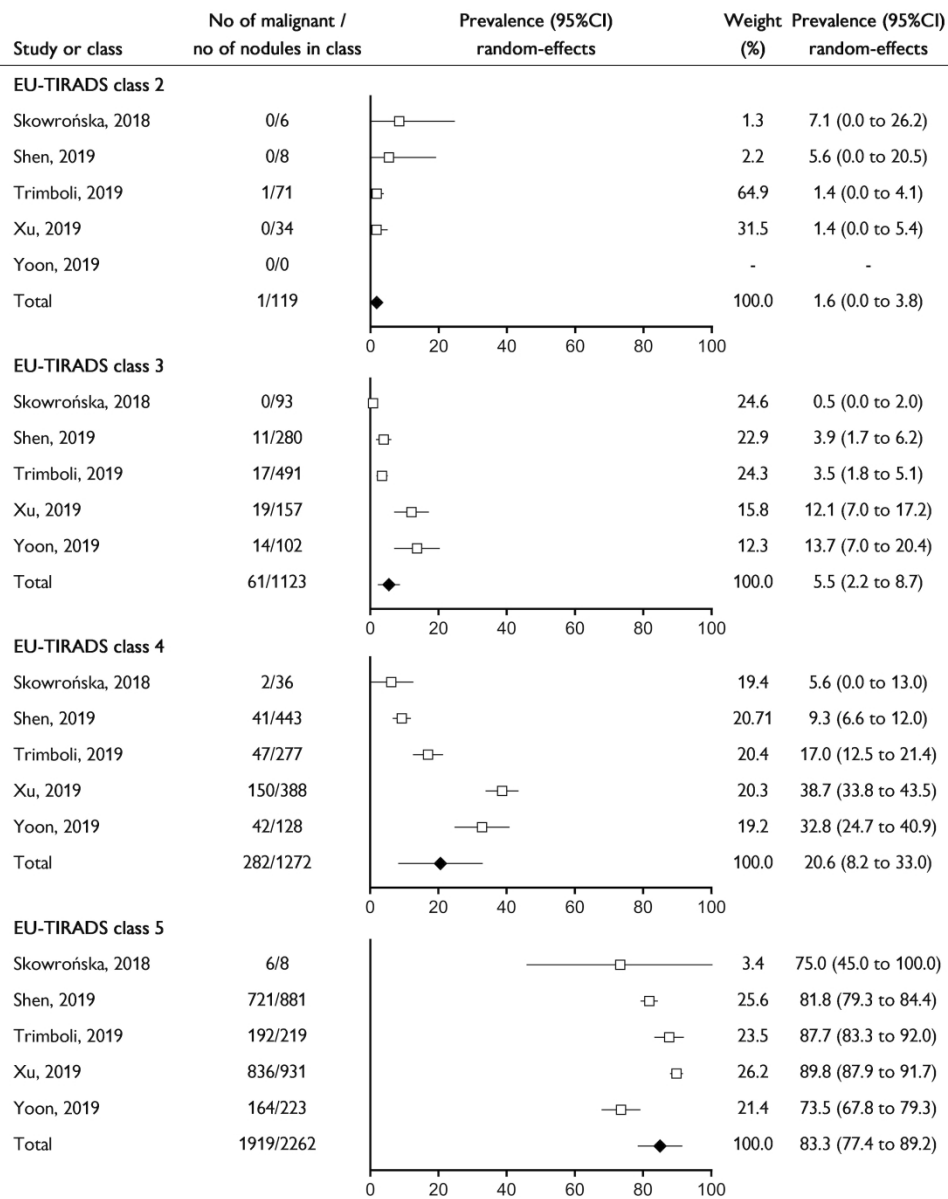 No of malignant / Prevalence (95%CI) Weight Prevalence (95%CI)
Study or class no of nodules in class random-effects (%) random-effects
EU-TIRADS class 2
Skowrońska, 2018 0/6 1.3 7.1 (0.0 to 26.2)
Shen, 2019 0/8 2.2 5.6 (0.0 to 20.5)
Trimboli, 2019 1/71 64.9 1.4 (0.0 to 4.1)
Xu, 2019 0/34 31.5 1.4 (0.0 to 5.4)
Yoon, 2019 0/0 - -
Total 1/119 100.0 1.6 (0.0 to 3.8)
0 20 40 60 80 100
EU-TIRADS class 3
Skowrońska, 2018 0/93 24.6 0.5 (0.0 to 2.0)
Shen, 2019 11/280 22.9 3.9 (1.7 to 6.2)
Trimboli, 2019 17/491 24.3 3.5 (1.8 to 5.1)
Xu, 2019 19/157 15.8 12.1 (7.0 to 17.2)
Yoon, 2019 14/102 12.3 13.7 (7.0 to 20.4)
Total 61/1123 100.0 5.5 (2.2 to 8.7)
0 20 40 60 80 100
EU-TIRADS class 4
Skowrońska, 2018 2/36 19.4 5.6 (0.0 to 13.0)
Shen, 2019 41/443 20.71 9.3 (6.6 to 12.0)
Trimboli, 2019 47/277 20.4 17.0 (12.5 to 21.4)
Xu, 2019 150/388 20.3 38.7 (33.8 to 43.5)
Yoon, 2019 42/128 19.2 32.8 (24.7 to 40.9)
Total 282/1272 100.0 20.6 (8.2 to 33.0)
0 20 40 60 80 100
EU-TIRADS class 5
Skowrońska, 2018 6/8 3.4 75.0 (45.0 to 100.0)
Shen, 2019 721/881 25.6 81.8 (79.3 to 84.4)
Trimboli, 2019 192/219 23.5 87.7 (83.3 to 92.0)
Xu, 2019 836/931 26.2 89.8 (87.9 to 91.7)
Yoon, 2019 164/223 21.4 73.5 (67.8 to 79.3)
Total 1919/2262 100.0 83.3 (77.4 to 89.2)
0 20 40 60 80 100